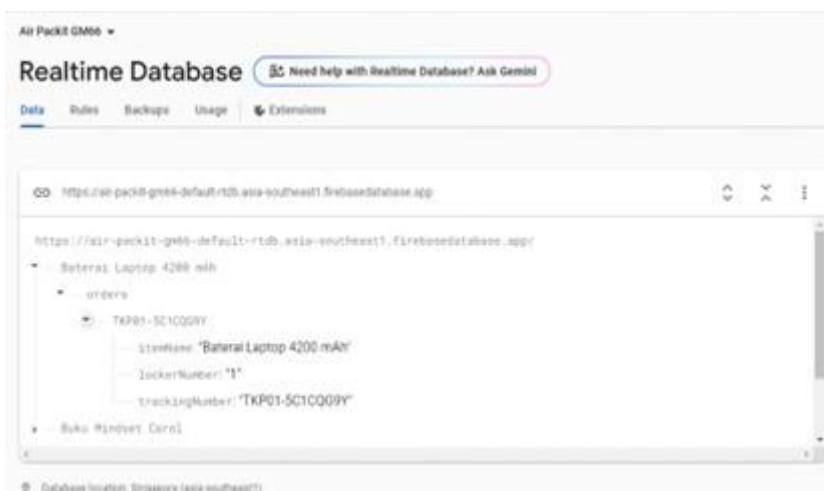 Air Packit GM66
Realtime Database
Need help with Realtime Database? Ask Gemini
Data Rules Backups Usage Extensions
https://air-packit-gm66-default-rtdb.asia-southeast1.firebasedatabase.app
https://air-packit-gm66-default-rtdb.asia-southeast1.firebasedatabase.app/
Baterai Laptop 4200 mAh
orders
TKP01-5C1CQG9Y
itemName: "Baterai Laptop 4200 mAh"
lockerNumber: "1"
trackingNumber: "TKP01-5C1CQG9Y"
Buku Mindset Carol
Database location: Singapore (asia-southeast1)